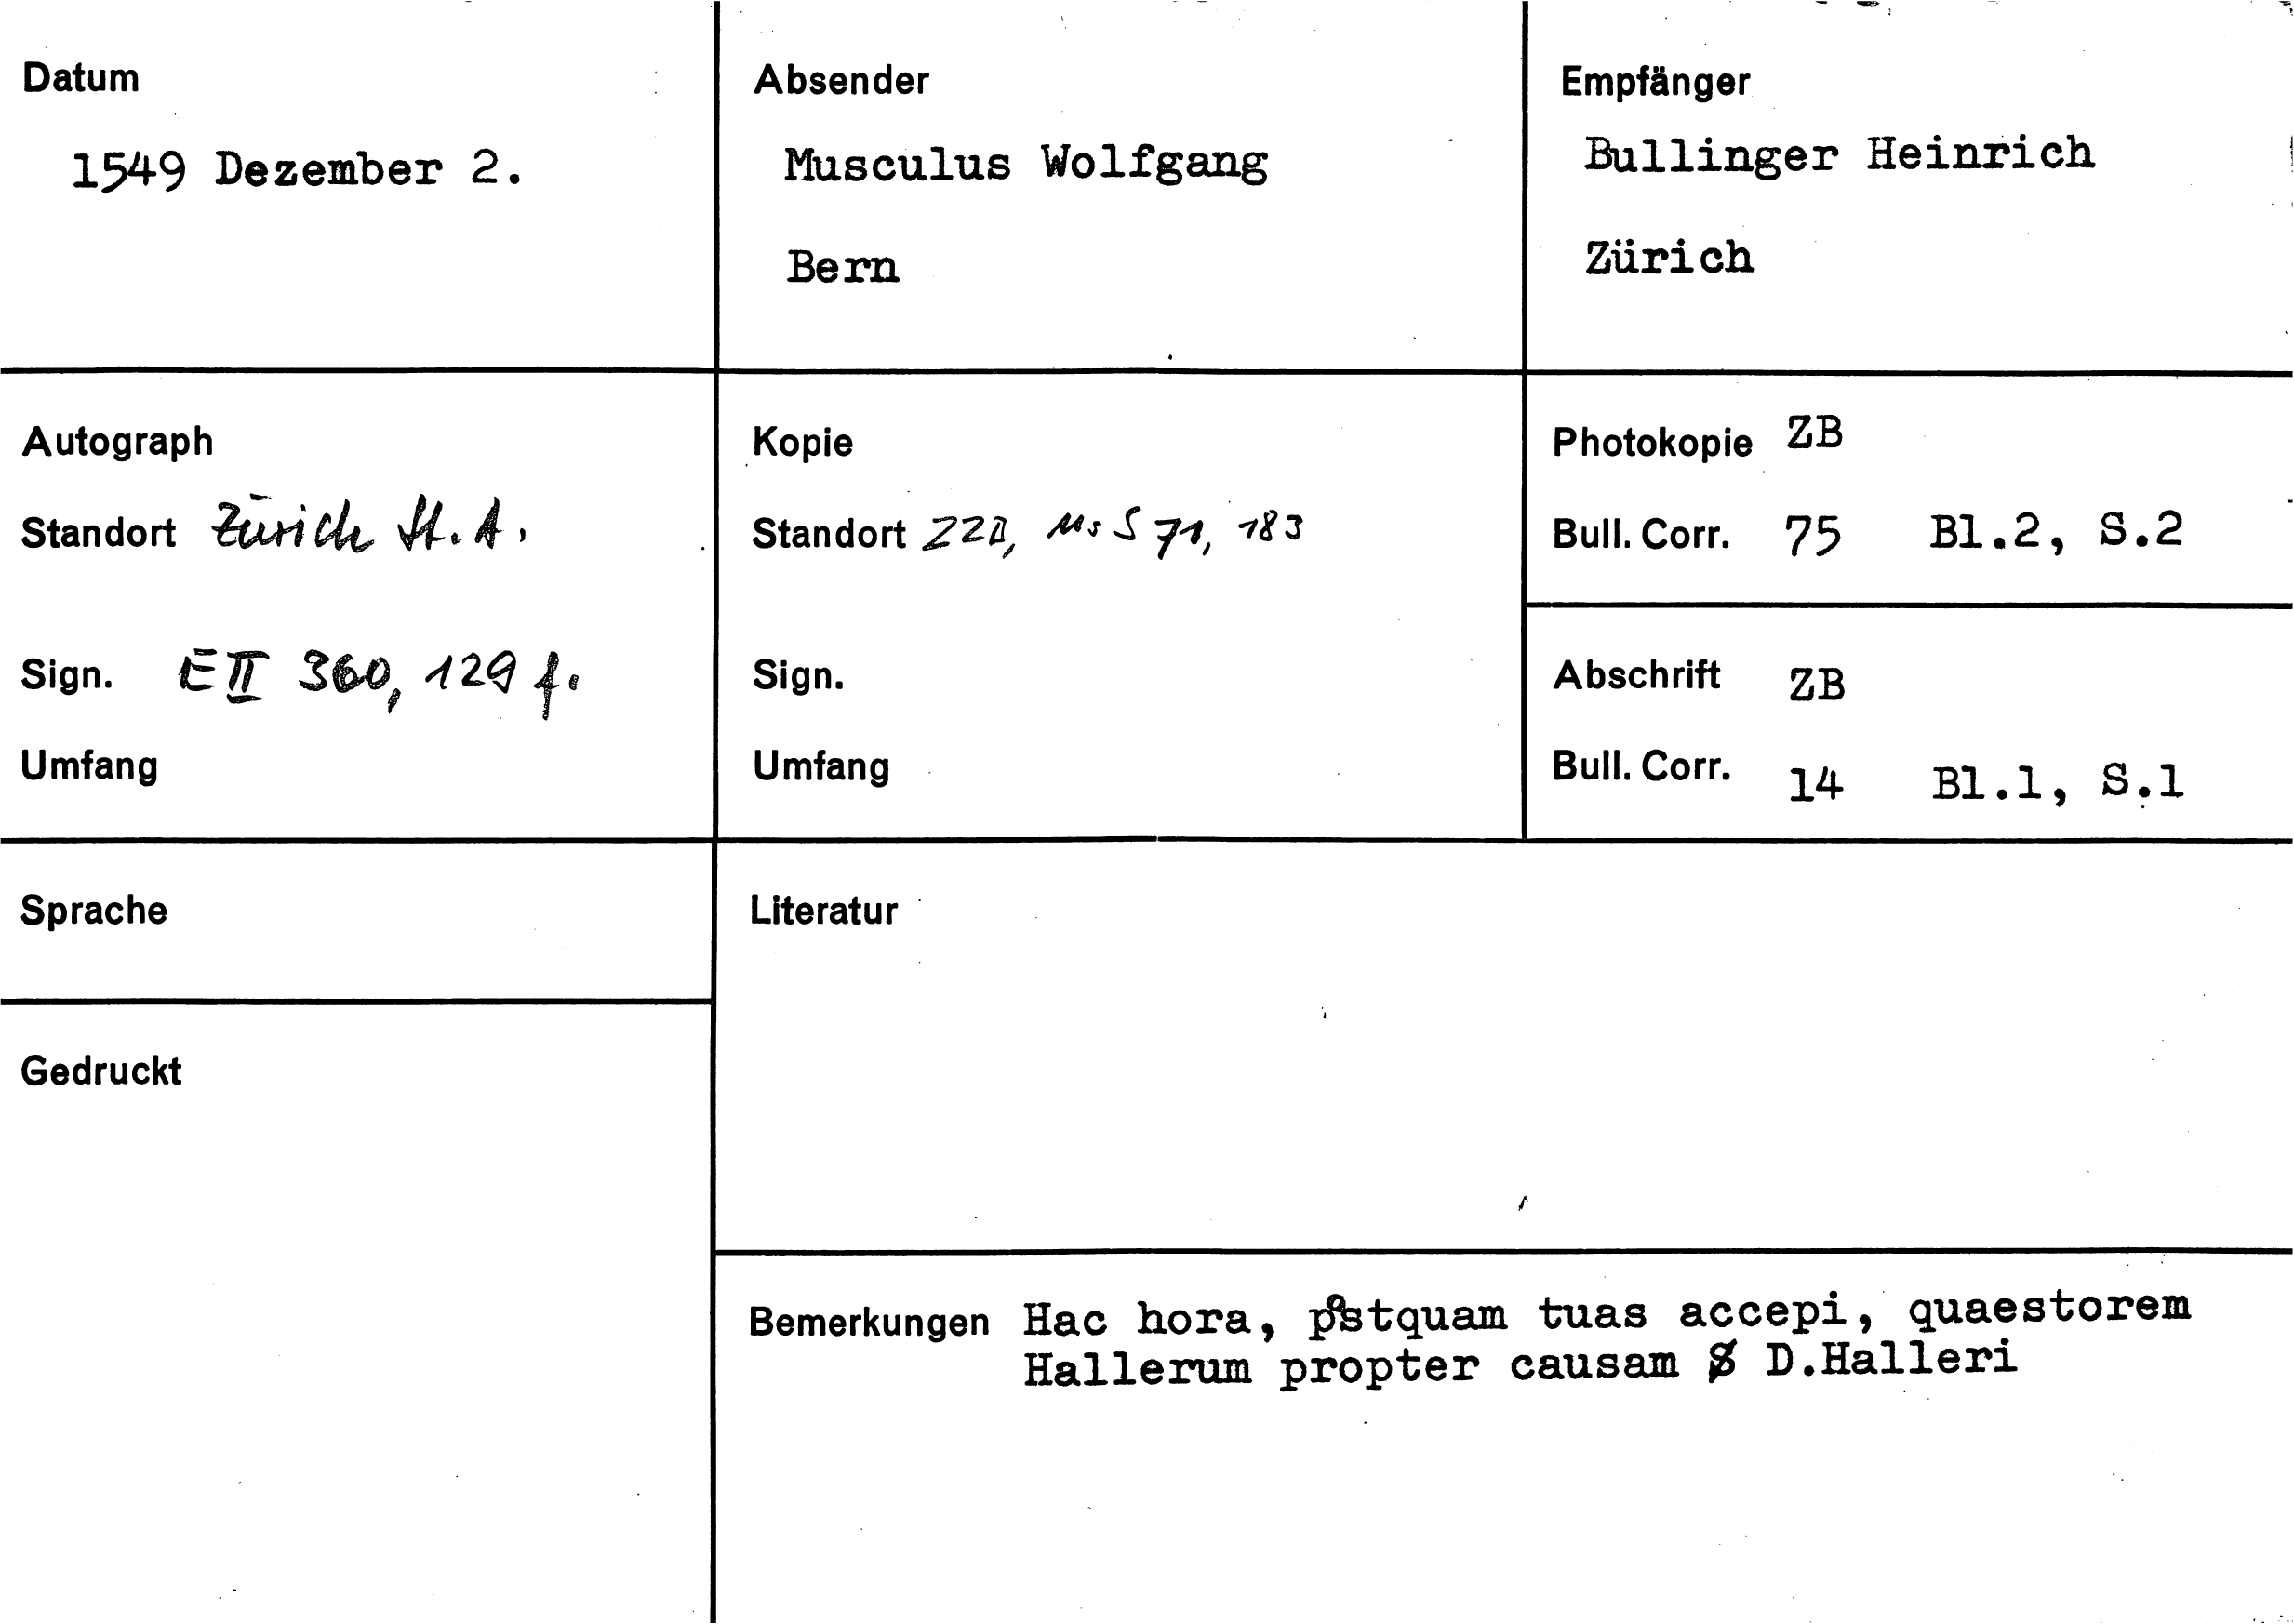 Datum
1549 Dezember 2.
Absender
Musculus Wolfgang
Bern
Empfänger
Bullinger Heinrich
Zürich
Autograph
Standort Zürich St. A.
Sign. E II 360, 129 f.
Umfang
Kopie
Standort ZZB, Ms S 71, 183
Sign.
Umfang
Photokopie ZB
Bull. Corr. 75 Bl.2, S.2
Abschrift ZB
Bull. Corr. 14 Bl.1, S.1
Sprache
Gedruckt
Literatur
Bemerkungen Hac hora, postquam tuas accepi, quaestorem
Hallerum propter causam D.Halleri